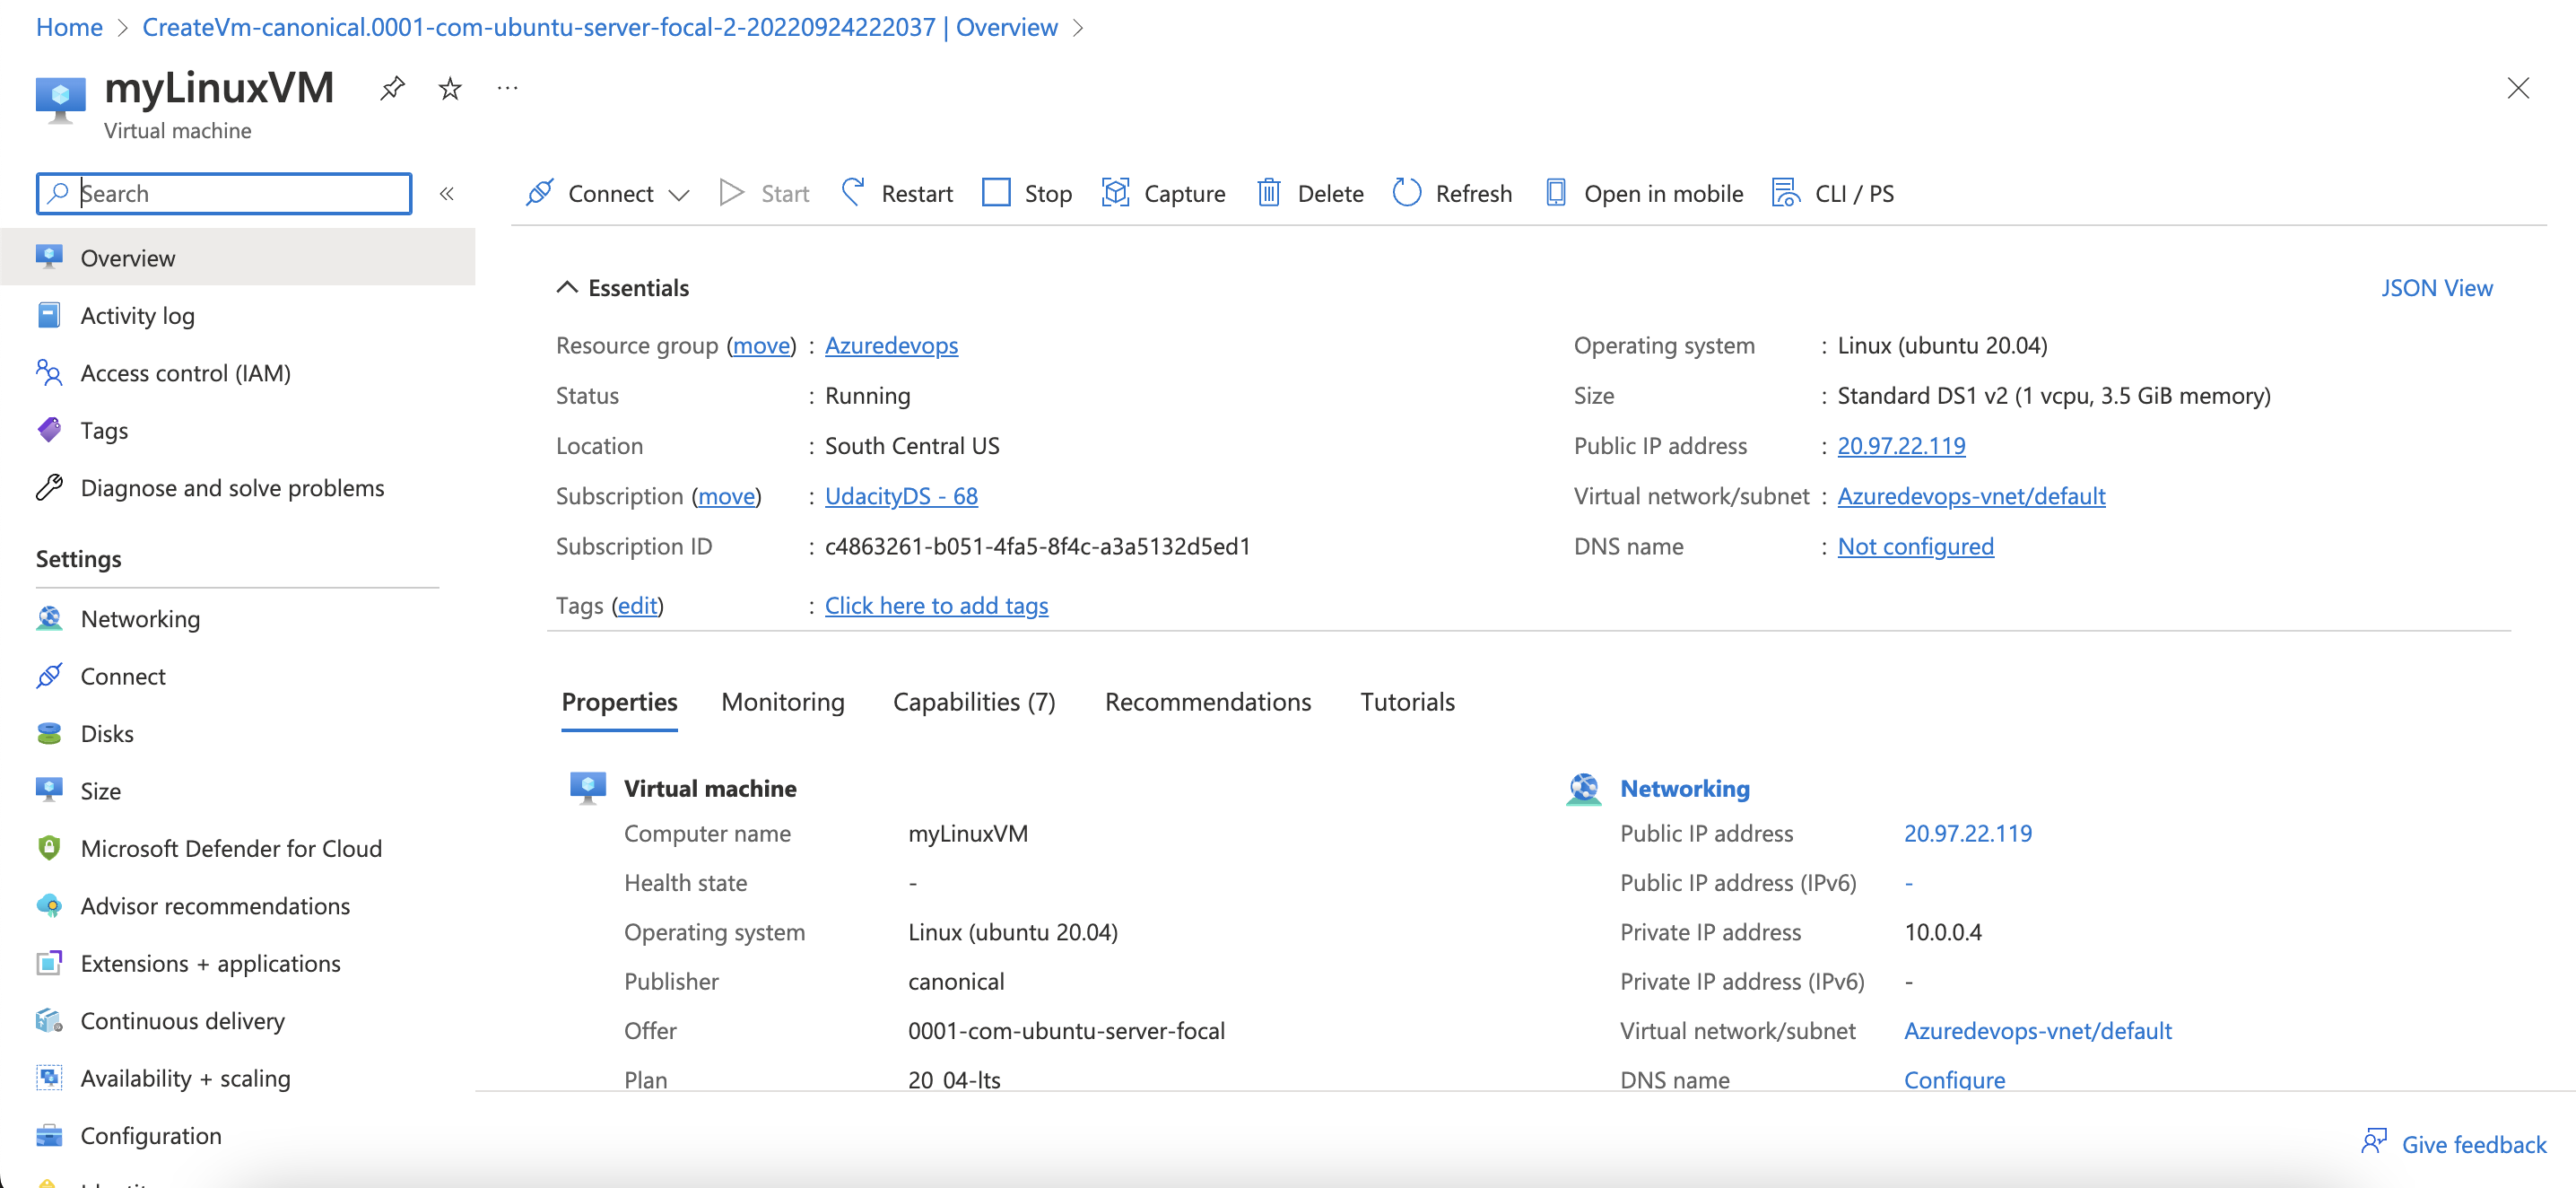 Home > CreateVm-canonical.0001-com-ubuntu-server-focal-2-20220924222037 | Overview >
myLinuxVM
Virtual machine
Search
Connect Start Restart Stop Capture Delete Refresh Open in mobile CLI / PS
Overview
Activity log
Access control (IAM)
Tags
Diagnose and solve problems
Settings
Networking
Connect
Disks
Size
Microsoft Defender for Cloud
Advisor recommendations
Extensions + applications
Continuous delivery
Availability + scaling
Configuration
Essentials
JSON View
Resource group (move) : Azuredevops
Status : Running
Location : South Central US
Subscription (move) : UdacityDS - 68
Subscription ID : c4863261-b051-4fa5-8f4c-a3a5132d5ed1
Tags (edit) : Click here to add tags
Operating system : Linux (ubuntu 20.04)
Size : Standard DS1 v2 (1 vcpu, 3.5 GiB memory)
Public IP address : 20.97.22.119
Virtual network/subnet : Azuredevops-vnet/default
DNS name : Not configured
Properties Monitoring Capabilities (7) Recommendations Tutorials
Virtual machine
Computer name myLinuxVM
Health state -
Operating system Linux (ubuntu 20.04)
Publisher canonical
Offer 0001-com-ubuntu-server-focal
Plan 20_04-lts
Networking
Public IP address 20.97.22.119
Public IP address (IPv6) -
Private IP address 10.0.0.4
Private IP address (IPv6) -
Virtual network/subnet Azuredevops-vnet/default
DNS name Configure
Give feedback